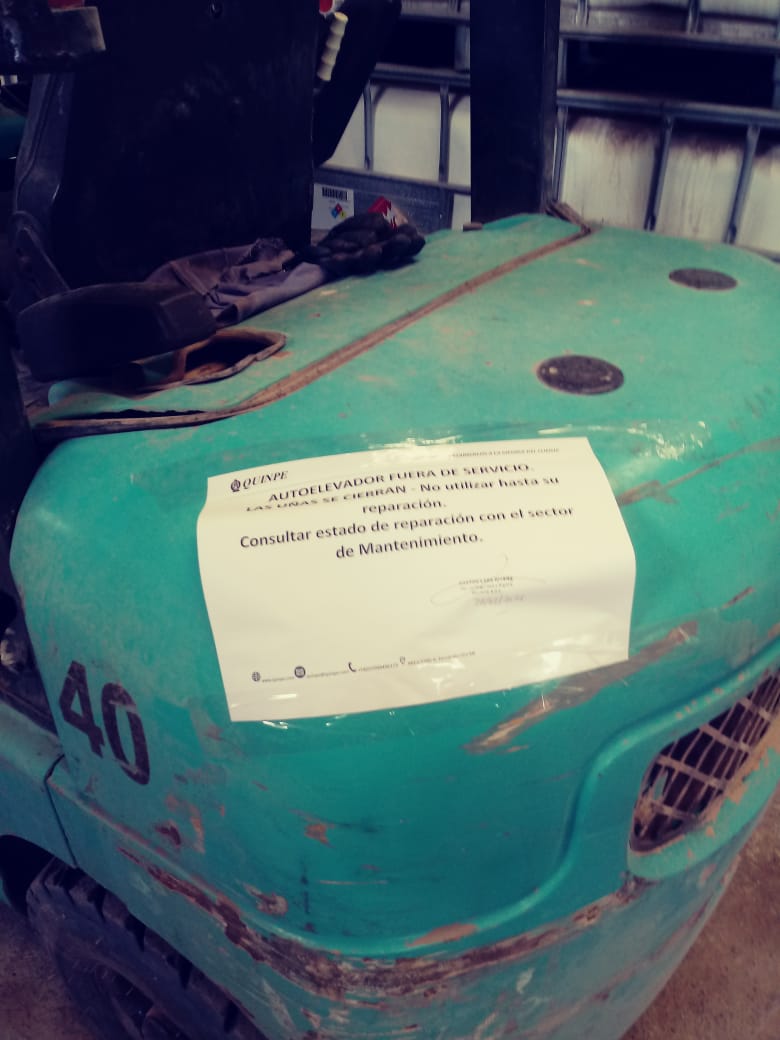 QUINPE
AUTOELEVADOR FUERA DE SERVICIO.
LAS UÑAS SE CIERRAN - No utilizar hasta su
reparación.
Consultar estado de reparación con el sector
de Mantenimiento.
40